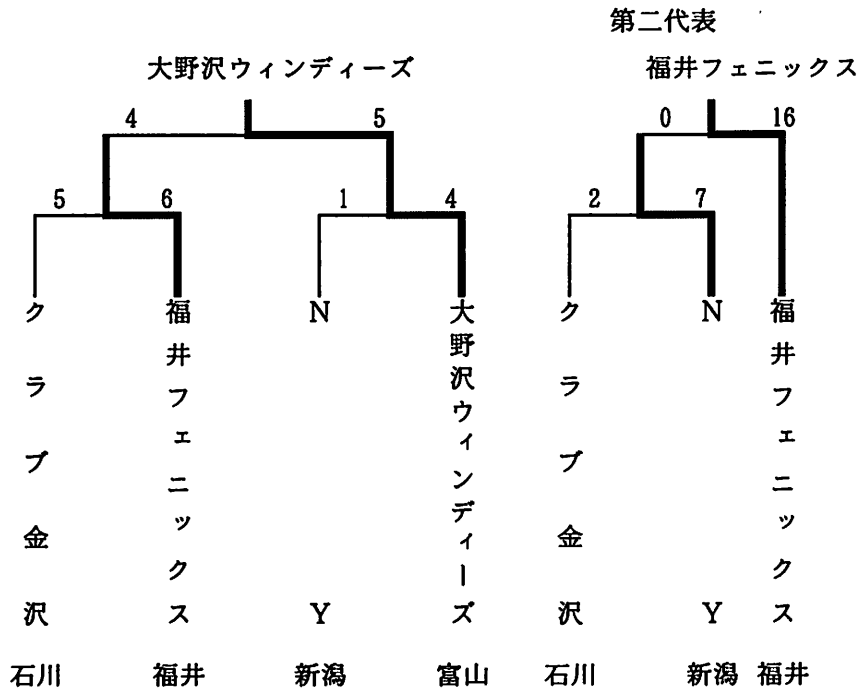 第二代表
大野沢ウィンディーズ
福井フェニックス
4
5
0
16
5
6
1
4
2
7
クラブ金沢
福井フェニックス
NY
大野沢ウィンディーズ
クラブ金沢
NY
福井フェニックス
石川
福井
新潟
富山
石川
新潟
福井